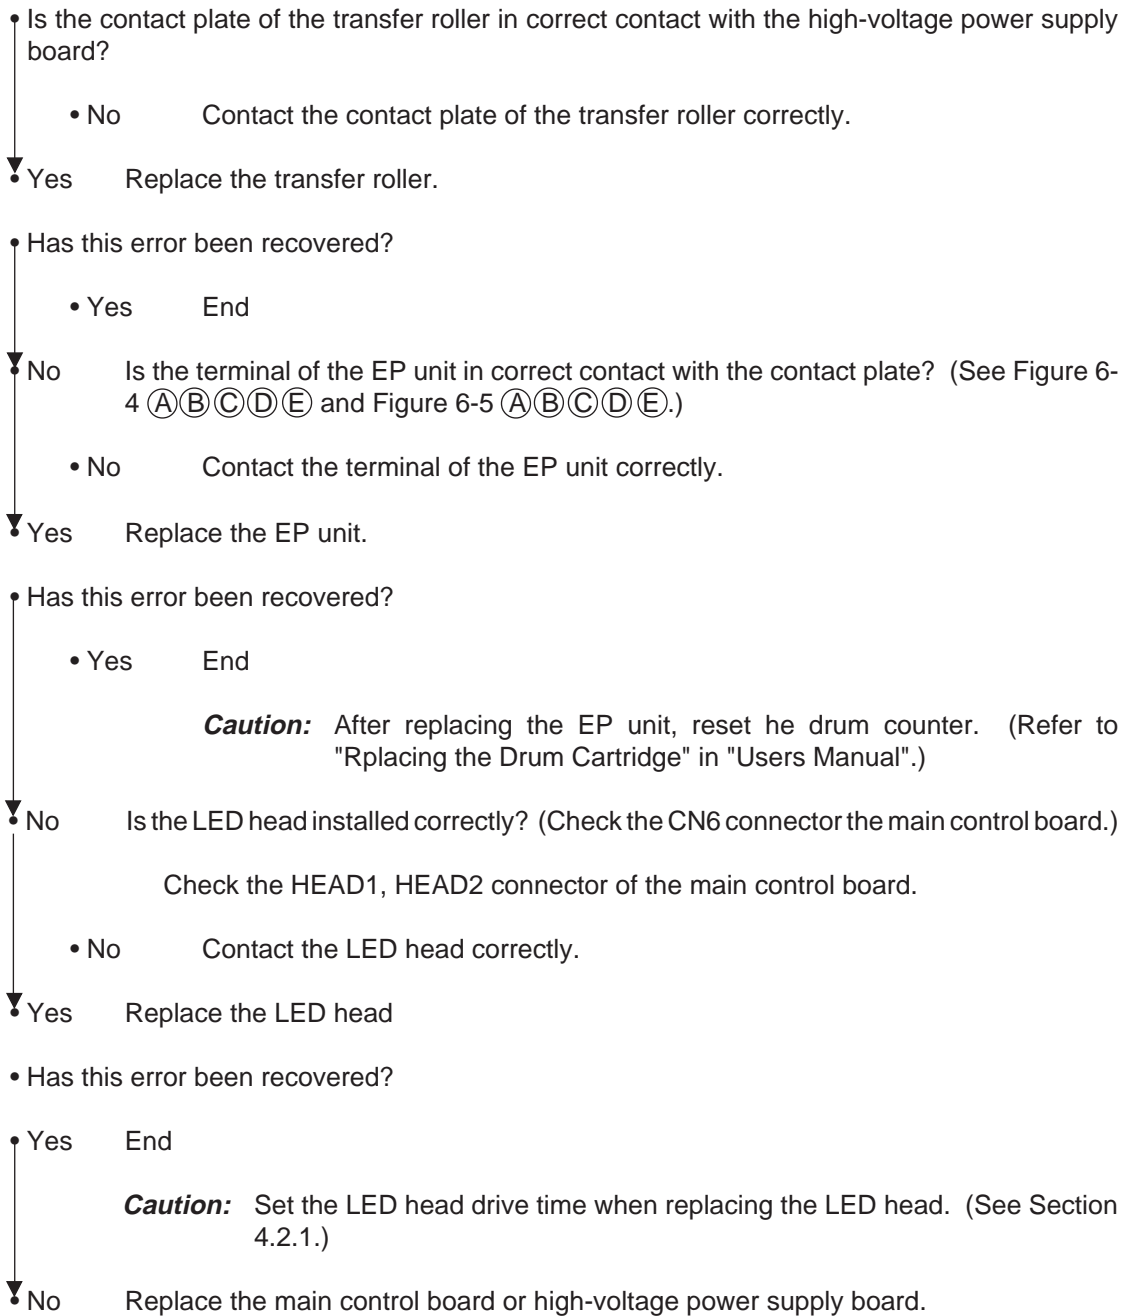 • Is the contact plate of the transfer roller in correct contact with the high-voltage power supply
board?
• No Contact the contact plate of the transfer roller correctly.
• Yes Replace the transfer roller.
• Has this error been recovered?
• Yes End
• No Is the terminal of the EP unit in correct contact with the contact plate? (See Figure 6-
4 Ⓐ Ⓑ Ⓒ Ⓓ Ⓔ and Figure 6-5 Ⓐ Ⓑ Ⓒ Ⓓ Ⓔ.)
• No Contact the terminal of the EP unit correctly.
• Yes Replace the EP unit.
• Has this error been recovered?
• Yes End
Caution: After replacing the EP unit, reset he drum counter. (Refer to
"Rplacing the Drum Cartridge" in "Users Manual".)
• No Is the LED head installed correctly? (Check the CN6 connector the main control board.)
Check the HEAD1, HEAD2 connector of the main control board.
• No Contact the LED head correctly.
• Yes Replace the LED head
• Has this error been recovered?
• Yes End
Caution: Set the LED head drive time when replacing the LED head. (See Section
4.2.1.)
• No Replace the main control board or high-voltage power supply board.